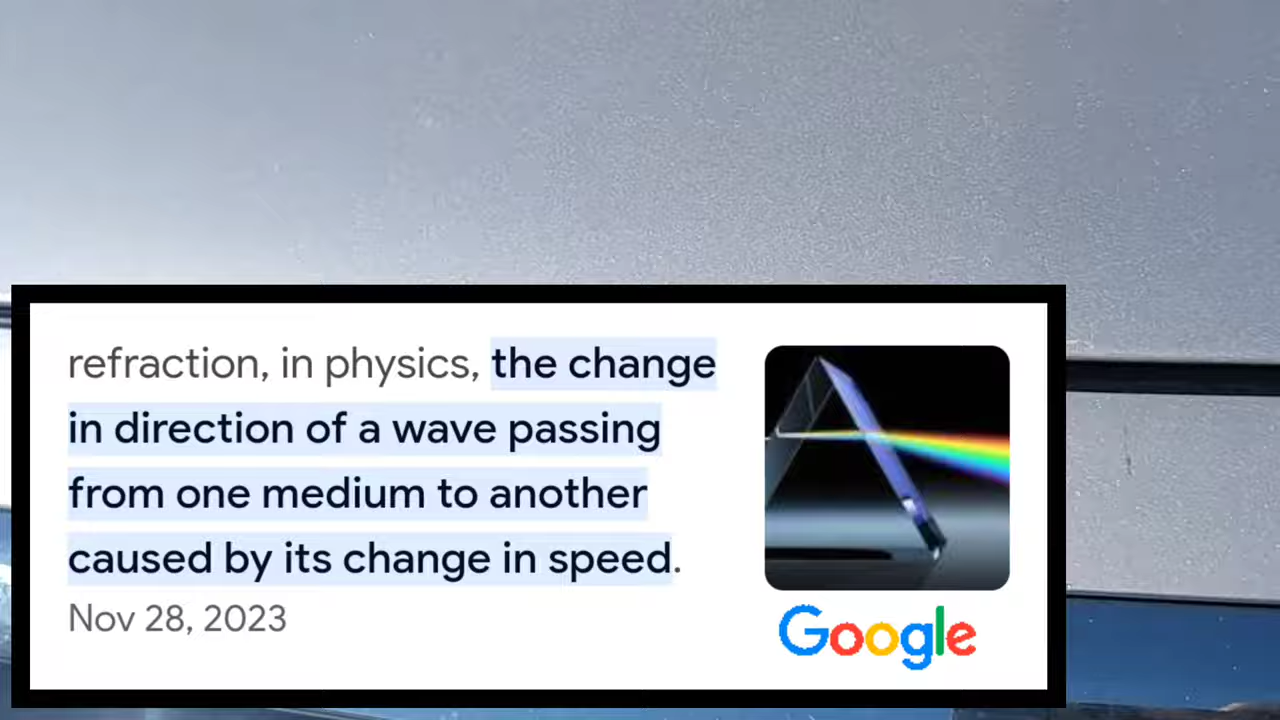 refraction, in physics, the change
in direction of a wave passing
from one medium to another
caused by its change in speed.
Nov 28, 2023
Google